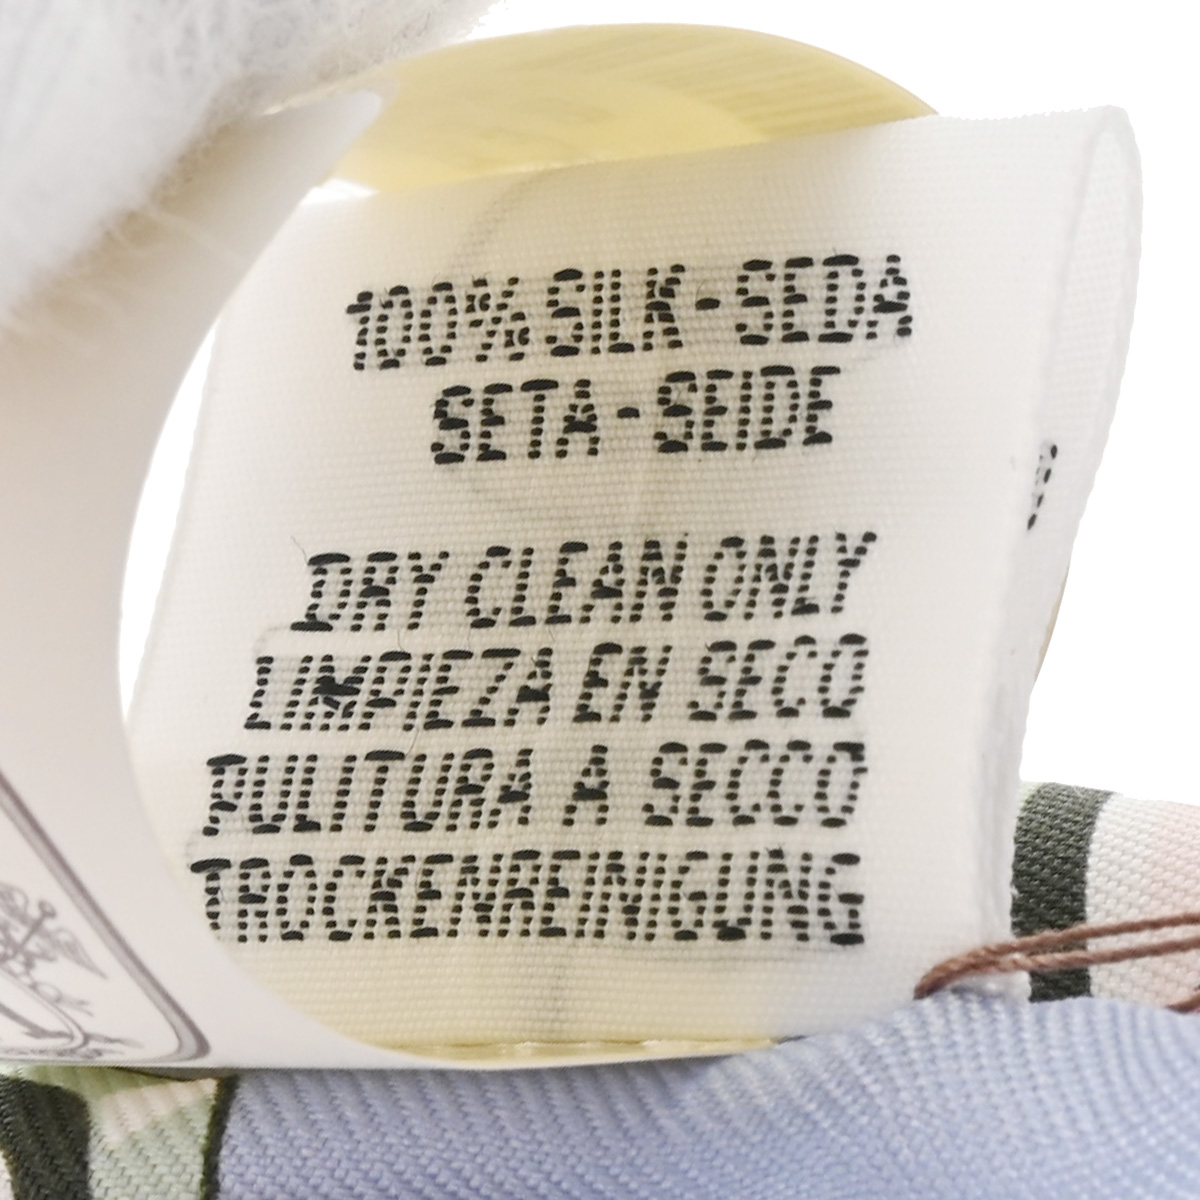 100% SILK-SEDA
SETA-SEIDE
DRY CLEAN ONLY
LIMPIEZA EN SECO
PULITURA A SECCO
TROCKENREINIGUNG